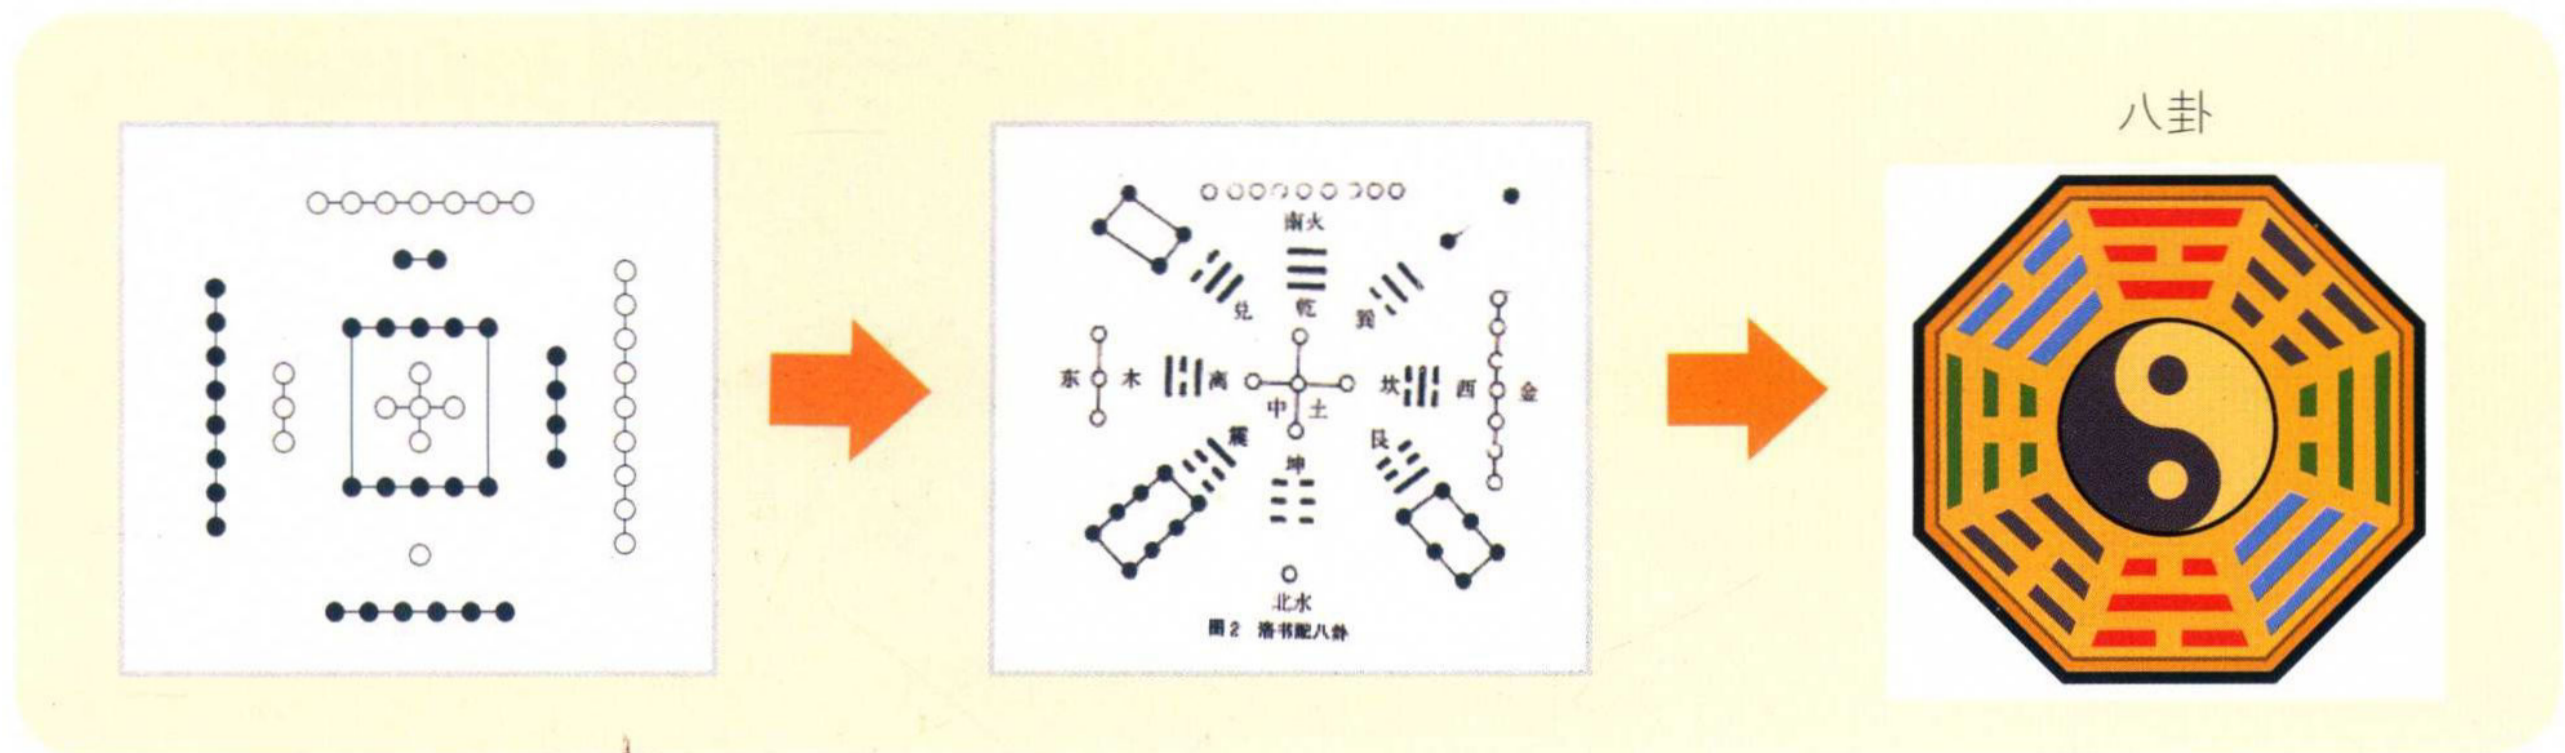 八卦
南火
兑
乾
巽
东
木
离
坎
西
金
中
土
震
艮
坤
北水
图2 洛书配八卦